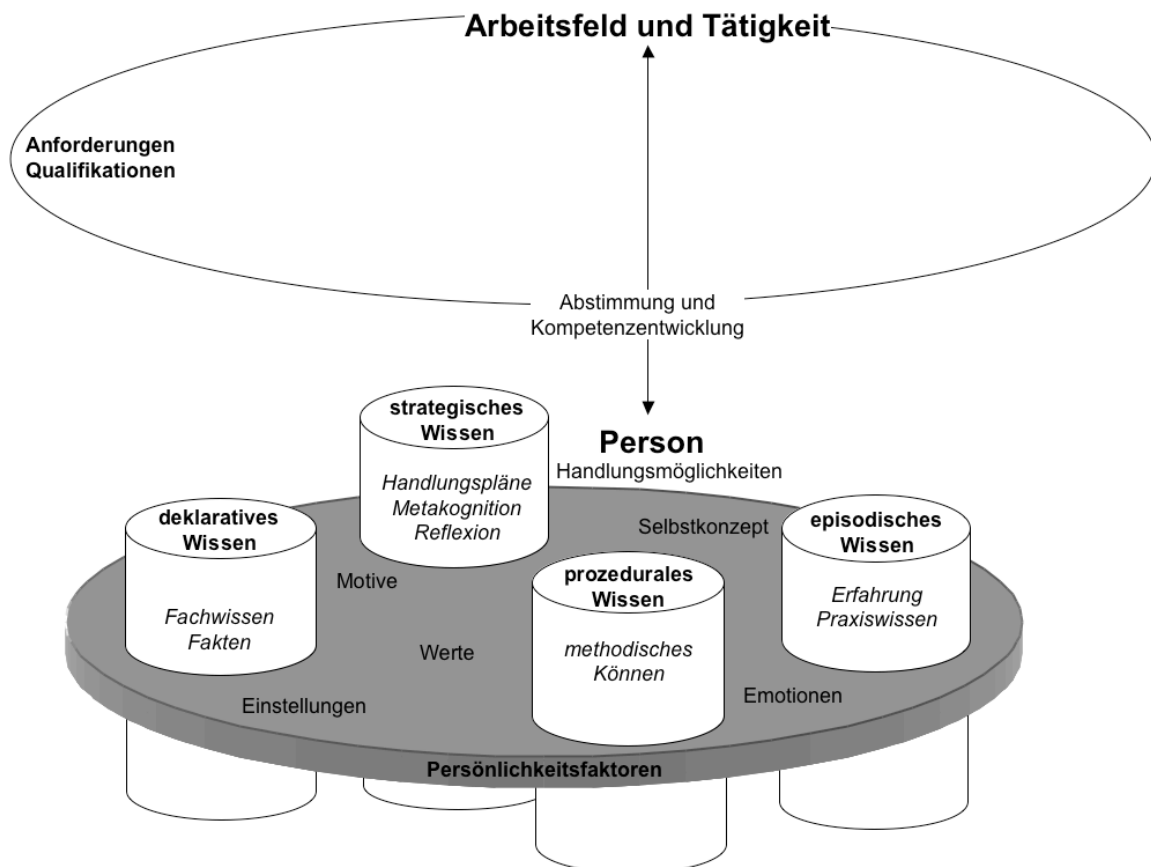 Arbeitsfeld und Tätigkeit
Anforderungen
Qualifikationen
Abstimmung und
Kompetenzentwicklung
strategisches
Wissen
Handlungspläne
Metakognition
Reflexion
Person
Handlungsmöglichkeiten
deklaratives
Wissen
Fachwissen
Fakten
Motive
Selbstkonzept
episodisches
Wissen
Erfahrung
Praxiswissen
prozedurales
Wissen
methodisches
Können
Werte
Einstellungen
Emotionen
Persönlichkeitsfaktoren